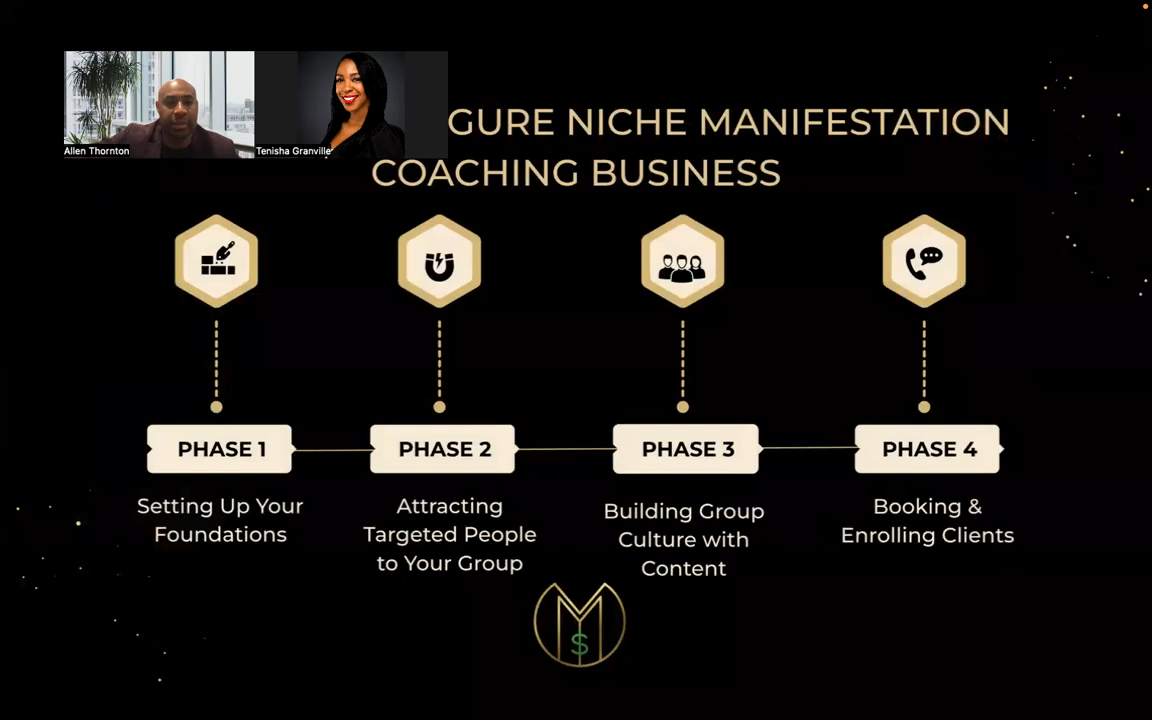 Allen Thornton
Tenisha Granville
GURE NICHE MANIFESTATION
COACHING BUSINESS
PHASE 1
PHASE 2
PHASE 3
PHASE 4
Setting Up Your
Foundations
Attracting
Targeted People
to Your Group
Building Group
Culture with
Content
Booking &
Enrolling Clients
M
$